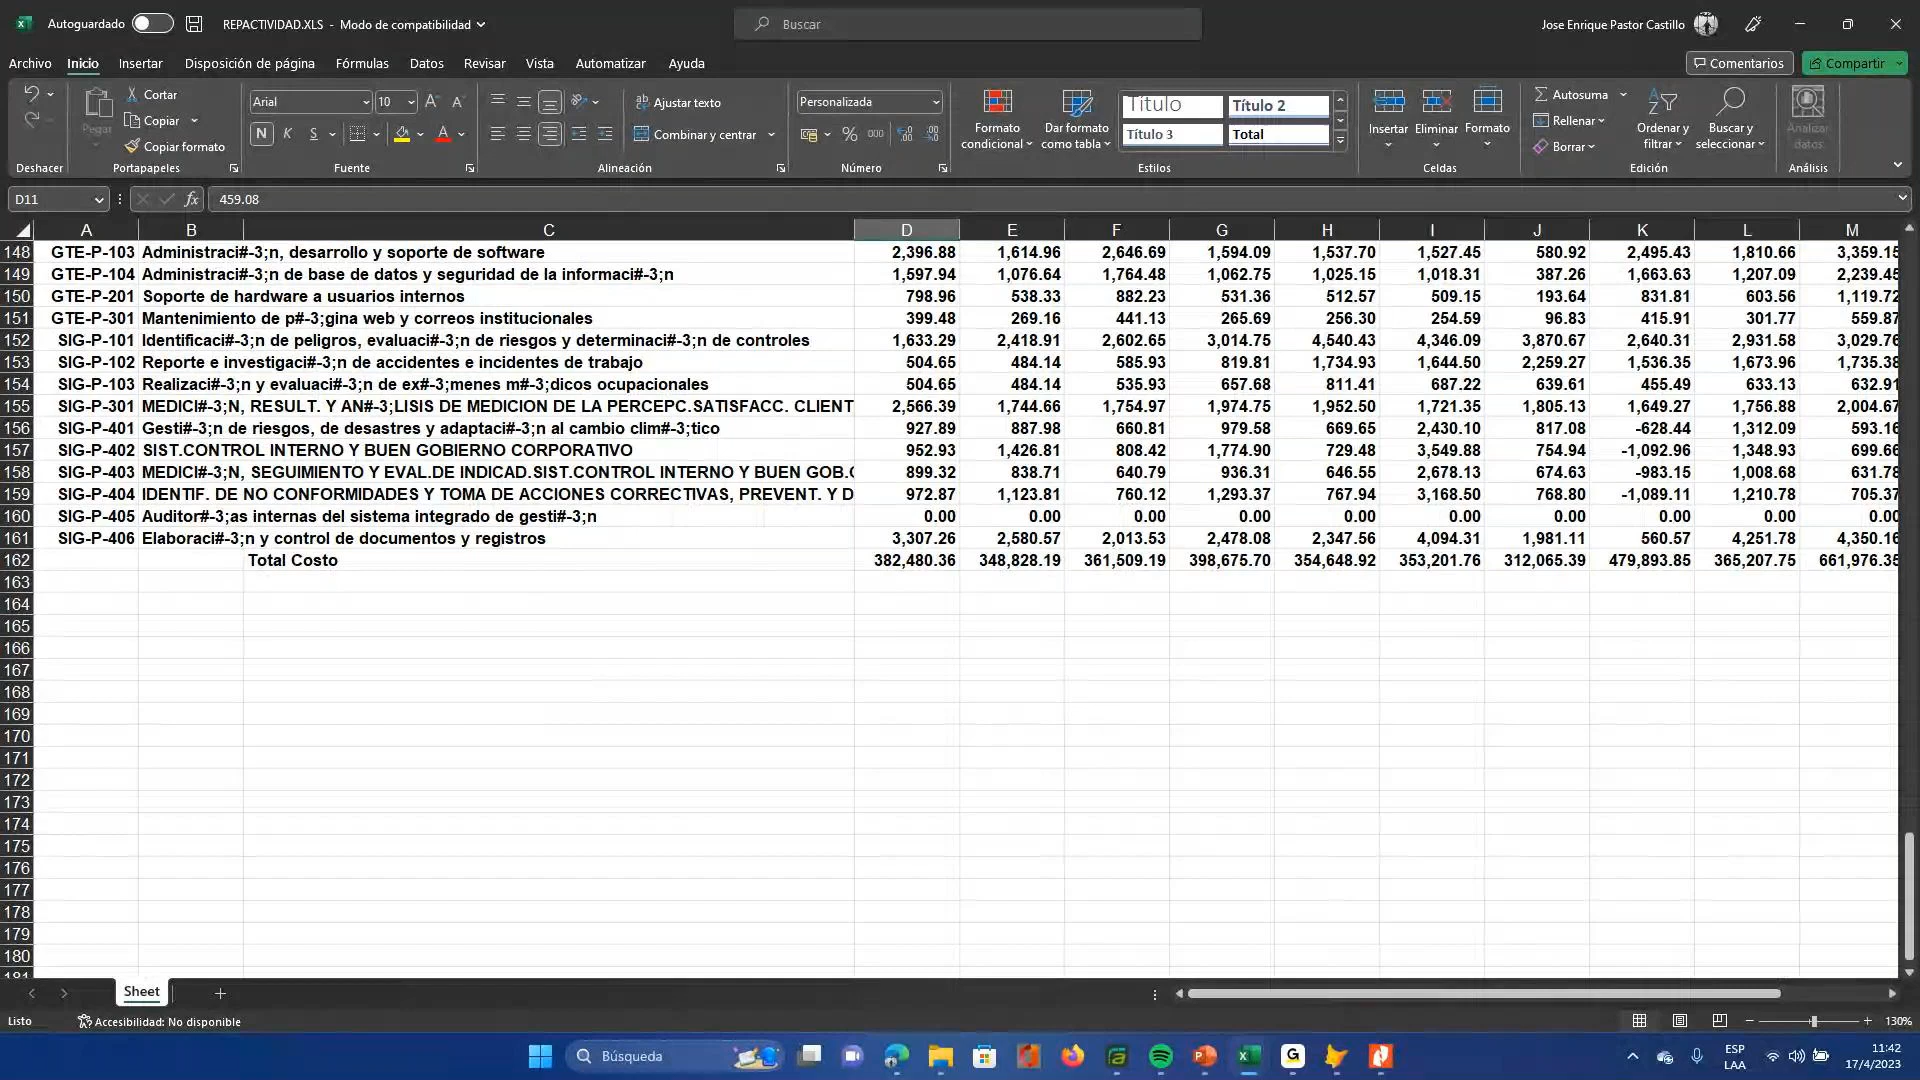 Autoguardado REPACTIVIDAD.XLS - Modo de compatibilidad Buscar Jose Enrique Pastor Castillo
Archivo Inicio Insertar Disposición de página Fórmulas Datos Revisar Vista Automatizar Ayuda Comentarios Compartir
Pegar Cortar Copiar Copiar formato
Arial 10 N K S
Ajustar texto Combinar y centrar
Personalizada % 000
Formato condicional Dar formato como tabla Título Título 2 Título 3 Total
Insertar Eliminar Formato
Autosuma Rellenar Borrar Ordenar y filtrar Buscar y seleccionar Analizar datos
Deshacer Portapapeles Fuente Alineación Número Estilos Celdas Edición Análisis
D11 fx 459.08
A B C D E F G H I J K L M
148 GTE-P-103 Administraci#-3;n, desarrollo y soporte de software 2,396.88 1,614.96 2,646.69 1,594.09 1,537.70 1,527.45 580.92 2,495.43 1,810.66 3,359.15
149 GTE-P-104 Administraci#-3;n de base de datos y seguridad de la informaci#-3;n 1,597.94 1,076.64 1,764.48 1,062.75 1,025.15 1,018.31 387.26 1,663.63 1,207.09 2,239.45
150 GTE-P-201 Soporte de hardware a usuarios internos 798.96 538.33 882.23 531.36 512.57 509.15 193.64 831.81 603.56 1,119.72
151 GTE-P-301 Mantenimiento de p#-3;gina web y correos institucionales 399.48 269.16 441.13 265.69 256.30 254.59 96.83 415.91 301.77 559.87
152 SIG-P-101 Identificaci#-3;n de peligros, evaluaci#-3;n de riesgos y determinaci#-3;n de controles 1,633.29 2,418.91 2,602.65 3,014.75 4,540.43 4,346.09 3,870.67 2,640.31 2,931.58 3,029.76
153 SIG-P-102 Reporte e investigaci#-3;n de accidentes e incidentes de trabajo 504.65 484.14 585.93 819.81 1,734.93 1,644.50 2,259.27 1,536.35 1,673.96 1,735.38
154 SIG-P-103 Realizaci#-3;n y evaluaci#-3;n de ex#-3;menes m#-3;dicos ocupacionales 504.65 484.14 535.93 657.68 811.41 687.22 639.61 455.49 633.13 632.91
155 SIG-P-301 MEDICI#-3;N, RESULT. Y AN#-3;LISIS DE MEDICION DE LA PERCEPC.SATISFACC. CLIENT 2,566.39 1,744.66 1,754.97 1,974.75 1,952.50 1,721.35 1,805.13 1,649.27 1,756.88 2,004.67
156 SIG-P-401 Gesti#-3;n de riesgos, de desastres y adaptaci#-3;n al cambio clim#-3;tico 927.89 887.98 660.81 979.58 669.65 2,430.10 817.08 -628.44 1,312.09 593.16
157 SIG-P-402 SIST.CONTROL INTERNO Y BUEN GOBIERNO CORPORATIVO 952.93 1,426.81 808.42 1,774.90 729.48 3,549.88 754.94 -1,092.96 1,348.93 699.66
158 SIG-P-403 MEDICI#-3;N, SEGUIMIENTO Y EVAL.DE INDICAD.SIST.CONTROL INTERNO Y BUEN GOB.C 899.32 838.71 640.79 936.31 646.55 2,678.13 674.63 -983.15 1,008.68 631.78
159 SIG-P-404 IDENTIF. DE NO CONFORMIDADES Y TOMA DE ACCIONES CORRECTIVAS, PREVENT. Y D 972.87 1,123.81 760.12 1,293.37 767.94 3,168.50 768.80 -1,089.11 1,210.78 705.37
160 SIG-P-405 Auditor#-3;as internas del sistema integrado de gesti#-3;n 0.00 0.00 0.00 0.00 0.00 0.00 0.00 0.00 0.00 0.00
161 SIG-P-406 Elaboraci#-3;n y control de documentos y registros 3,307.26 2,580.57 2,013.53 2,478.08 2,347.56 4,094.31 1,981.11 560.57 4,251.78 4,350.16
162 Total Costo 382,480.36 348,828.19 361,509.19 398,675.70 354,648.92 353,201.76 312,065.39 479,893.85 365,207.75 661,976.35
163
164
165
166
167
168
169
170
171
172
173
174
175
176
177
178
179
180
181
Sheet
Listo Accesibilidad: No disponible 130%
Búsqueda ESP LAA 11:42 17/4/2023